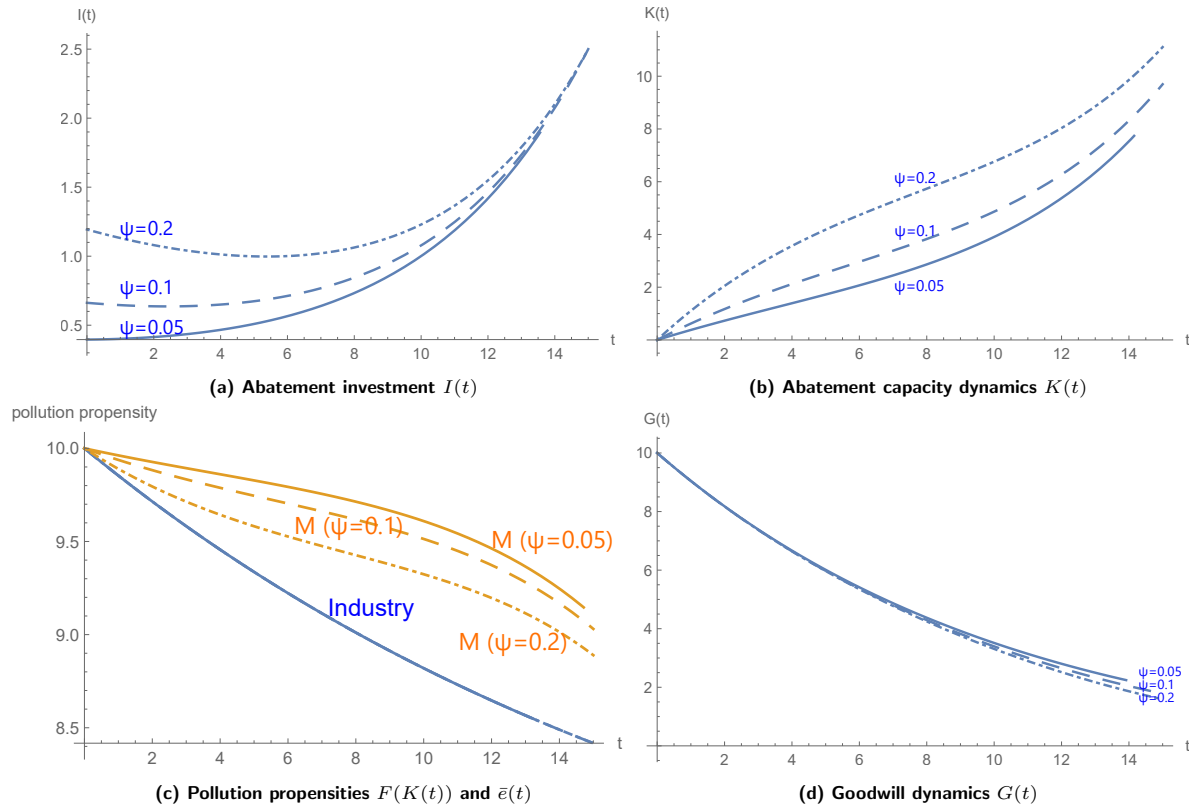 I(t)
2.5
2.0
1.5
1.0
0.5
ψ=0.2
ψ=0.1
ψ=0.05
2 4 6 8 10 12 14 t
(a) Abatement investment I(t)
K(t)
10
8
6
4
2
ψ=0.2
ψ=0.1
ψ=0.05
2 4 6 8 10 12 14 t
(b) Abatement capacity dynamics K(t)
pollution propensity
10.0
9.5
9.0
8.5
M (ψ=0.1)
M (ψ=0.05)
Industry
M (ψ=0.2)
2 4 6 8 10 12 14 t
(c) Pollution propensities F(K(t)) and ē(t)
G(t)
10
8
6
4
2
ψ=0.05
ψ=0.1
ψ=0.2
2 4 6 8 10 12 14 t
(d) Goodwill dynamics G(t)